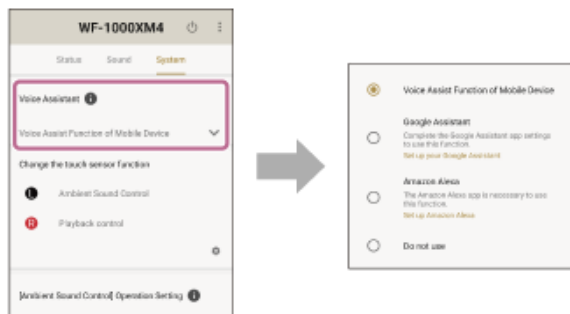 WF-1000XM4
Status Sound System
Voice Assistant
Voice Assist Function of Mobile Device
Change the touch sensor function
L Ambient Sound Control
R Playback control
[Ambient Sound Control] Operation Setting
Voice Assist Function of Mobile Device
Google Assistant
Complete the Google Assistant app settings
to use this function.
Set up your Google Assistant
Amazon Alexa
The Amazon Alexa app is necessary to use
this function.
Set up Amazon Alexa
Do not use